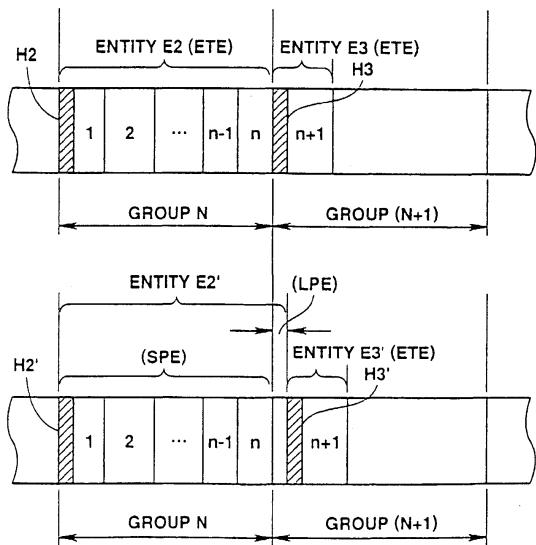 ENTITY E2 (ETE) ENTITY E3 (ETE)
H2 H3
1 2 ... n-1 n n+1
GROUP N GROUP (N+1)
ENTITY E2' (LPE)
(SPE) ENTITY E3' (ETE)
H2' H3'
1 2 ... n-1 n n+1
GROUP N GROUP (N+1)